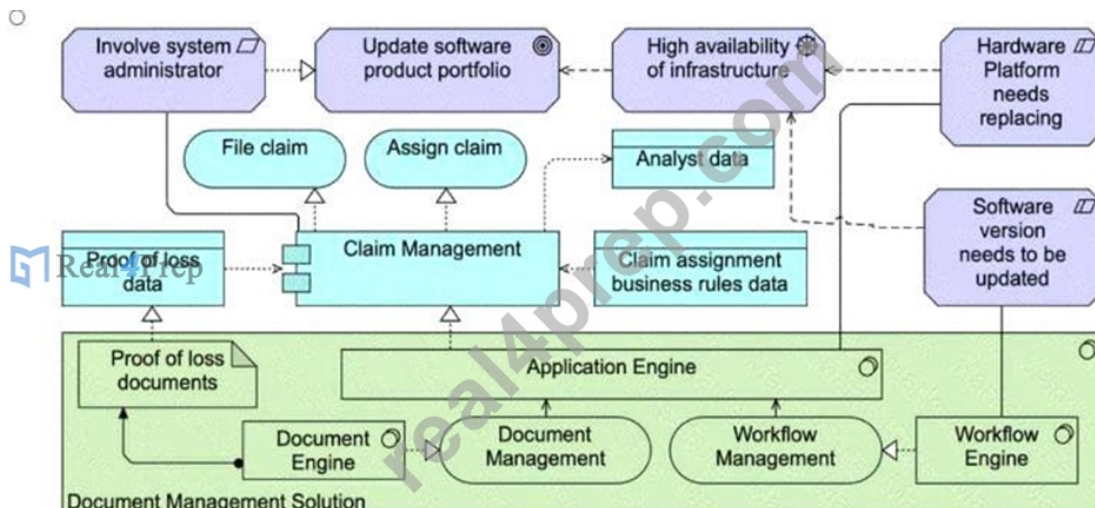 Involve system
administrator
Update software
product portfolio
High availability
of infrastructure
Hardware
Platform
needs
replacing
File claim
Assign claim
Analyst data
Software
version
needs to be
updated
Proof of loss
data
Claim Management
Claim assignment
business rules data
Real4Prep
real4prep.com
Proof of loss
documents
Application Engine
Document
Engine
Document
Management
Workflow
Management
Workflow
Engine
Document Management Solution